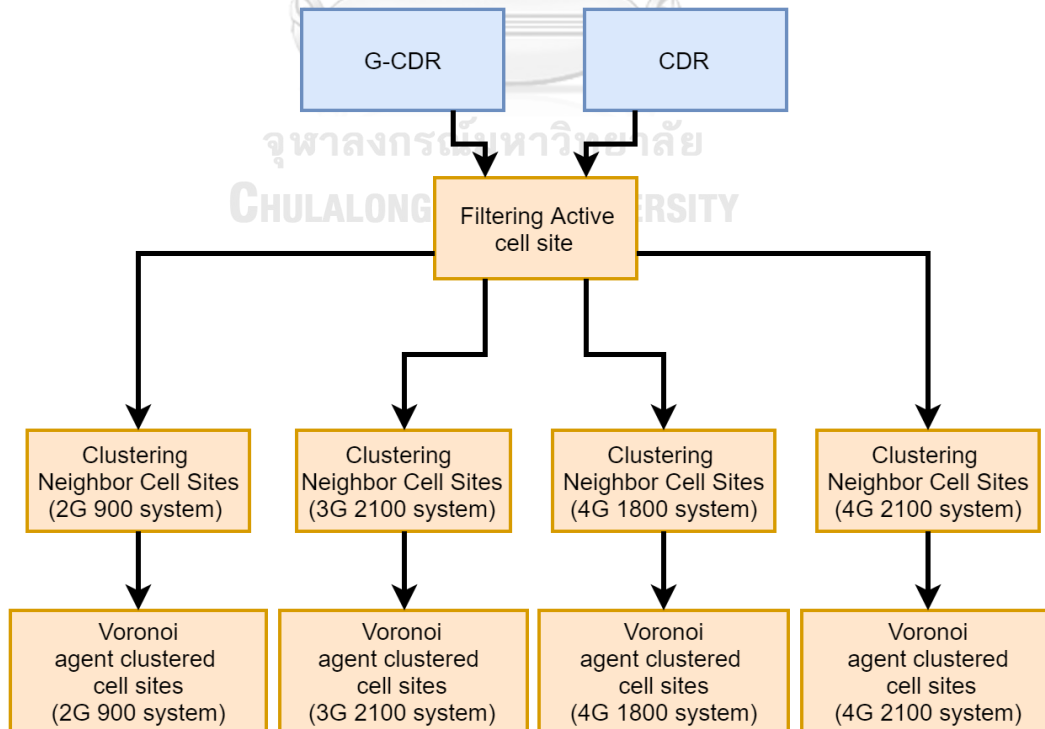 G-CDR
CDR
จุฬาลงกรณ์มหาวิทยาลัย
CHULALONG ERSITY
Filtering Active
cell site
Clustering
Neighbor Cell Sites
(2G 900 system)
Clustering
Neighbor Cell Sites
(3G 2100 system)
Clustering
Neighbor Cell Sites
(4G 1800 system)
Clustering
Neighbor Cell Sites
(4G 2100 system)
Voronoi
agent clustered
cell sites
(2G 900 system)
Voronoi
agent clustered
cell sites
(3G 2100 system)
Voronoi
agent clustered
cell sites
(4G 1800 system)
Voronoi
agent clustered
cell sites
(4G 2100 system)